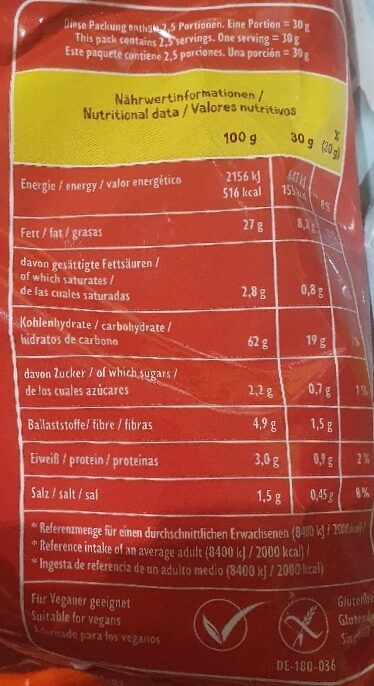 Diese Packung enthält 2,5 Portionen. Eine Portion = 30 g
This pack contains 2,5 servings. One serving = 30 g
Este paquete contiene 2,5 porciones. Una porción = 30 g
Nährwertinformationen /
Nutritional data / Valores nutritivos
100 g 30 g %
(30 g)
Energie / energy / valor energético 2156 kJ 647 kJ
516 kcal 8%
Fett / fat / grasas 27 g
davon gesättigte Fettsäuren /
of which saturates /
de las cuales saturadas 2,8 g 0,8 g
Kohlenhydrate / carbohydrate /
hidratos de carbono 62 g 19 g
davon Zucker / of which sugars /
de los cuales azúcares 2,2 g 0,7 g 1%
Ballaststoffe/ fibre / fibras 4,9 g 1,5 g
Eiweiß / protein / proteinas 3,0 g 0,9 g 2%
Salz / salt / sal 1,5 g 0,45 g 8%
* Referenzmenge für einen durchschnittlichen Erwachsenen (8400 kJ / 2000 kcal) /
* Reference intake of an average adult (8400 kJ / 2000 kcal) /
* Ingesta de referencia de un adulto medio (8400 kJ / 2000 kcal)
Für Veganer geeignet
Suitable for vegans
Adecuado para los veganos
DE-180-036